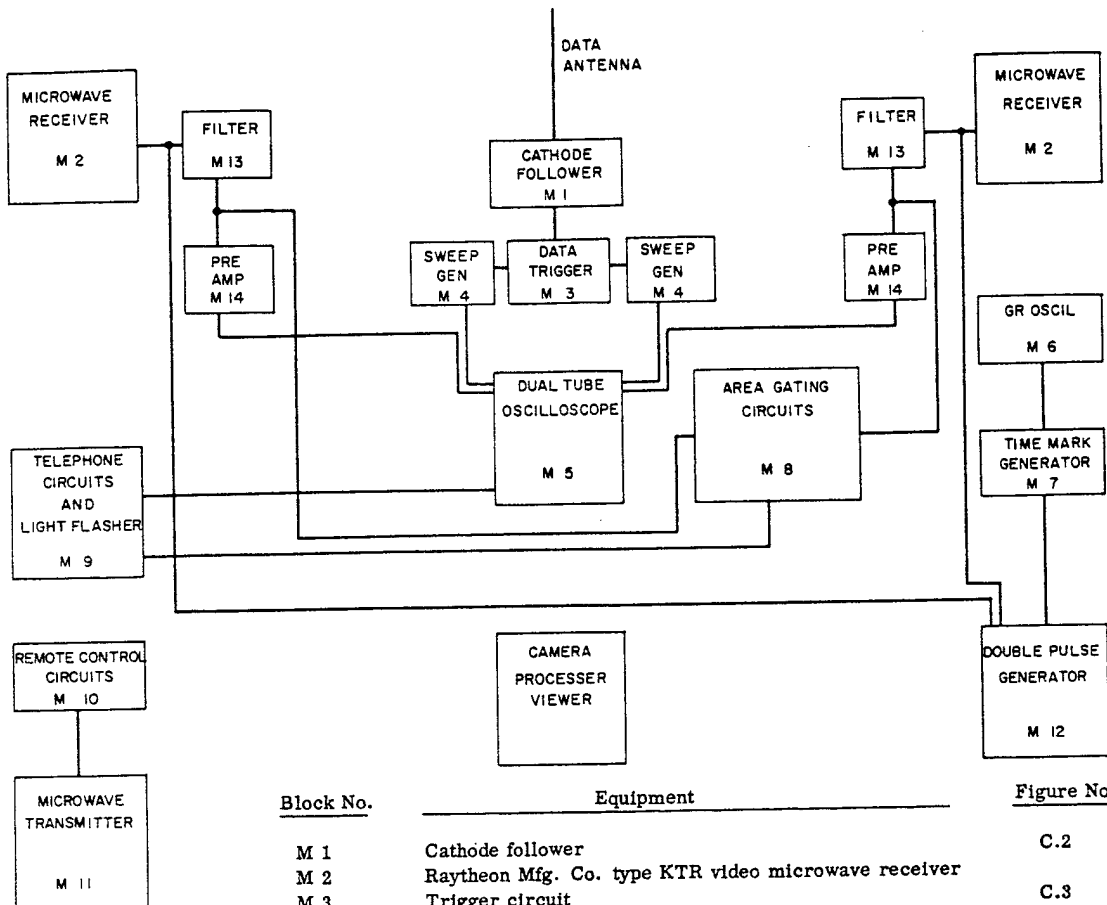 DATA
ANTENNA
MICROWAVE
RECEIVER
M 2
FILTER
M 13
CATHODE
FOLLOWER
M 1
FILTER
M 13
MICROWAVE
RECEIVER
M 2
PRE
AMP
M 14
SWEEP
GEN
M 4
DATA
TRIGGER
M 3
SWEEP
GEN
M 4
PRE
AMP
M 14
GR OSCIL
M 6
DUAL TUBE
OSCILLOSCOPE
M 5
AREA GATING
CIRCUITS
M 8
TIME MARK
GENERATOR
M 7
TELEPHONE
CIRCUITS
AND
LIGHT FLASHER
M 9
REMOTE CONTROL
CIRCUITS
M 10
CAMERA
PROCESSER
VIEWER
DOUBLE PULSE
GENERATOR
M 12
MICROWAVE
TRANSMITTER
M 11
Block No. Equipment Figure No
M 1 Cathode follower C.2
M 2 Raytheon Mfg. Co. type KTR video microwave receiver
M 3 Trigger circuit C.3